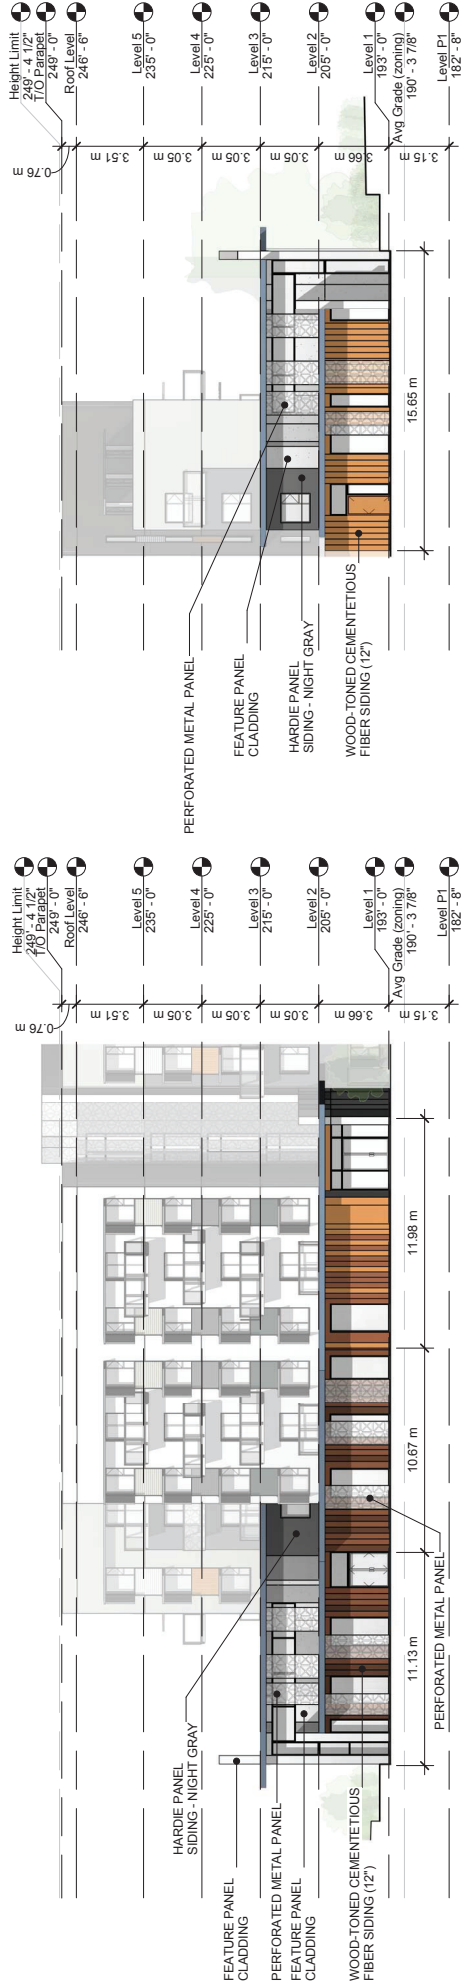 Height Limit
249' - 4 1/2"
T/O Parapet
249' - 0"
Roof Level
246' - 6"
Level 5
235' - 0"
Level 4
225' - 0"
Level 3
215' - 0"
Level 2
205' - 0"
Level 1
193' - 0"
Avg Grade (zoning)
190' - 3 7/8"
Level P1
182' - 8"
0.76 m
3.51 m
3.05 m
3.05 m
3.05 m
3.66 m
3.15 m
11.13 m
10.67 m
11.98 m
HARDIE PANEL
SIDING - NIGHT GRAY
FEATURE PANEL
CLADDING
PERFORATED METAL PANEL
FEATURE PANEL
CLADDING
WOOD-TONED CEMENTETIOUS
FIBER SIDING (12")
PERFORATED METAL PANEL
Height Limit
249' - 4 1/2"
T/O Parapet
249' - 0"
Roof Level
246' - 6"
Level 5
235' - 0"
Level 4
225' - 0"
Level 3
215' - 0"
Level 2
205' - 0"
Level 1
193' - 0"
Avg Grade (zoning)
190' - 3 7/8"
Level P1
182' - 8"
0.76 m
3.51 m
3.05 m
3.05 m
3.05 m
3.66 m
3.15 m
15.65 m
PERFORATED METAL PANEL
FEATURE PANEL
CLADDING
HARDIE PANEL
SIDING - NIGHT GRAY
WOOD-TONED CEMENTETIOUS
FIBER SIDING (12")